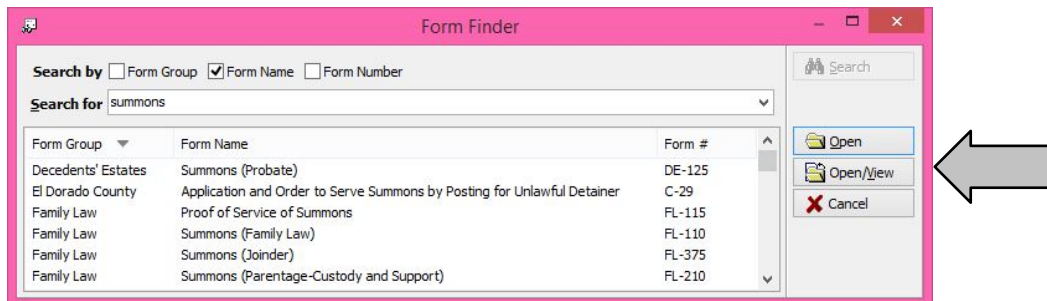 Form Finder
Search by Form Group Form Name Form Number
Search
Search for summons
Form Group Form Name Form #
Open
Decedents' Estates Summons (Probate) DE-125
Open/View
El Dorado County Application and Order to Serve Summons by Posting for Unlawful Detainer C-29
Cancel
Family Law Proof of Service of Summons FL-115
Family Law Summons (Family Law) FL-110
Family Law Summons (Joinder) FL-375
Family Law Summons (Parentage-Custody and Support) FL-210